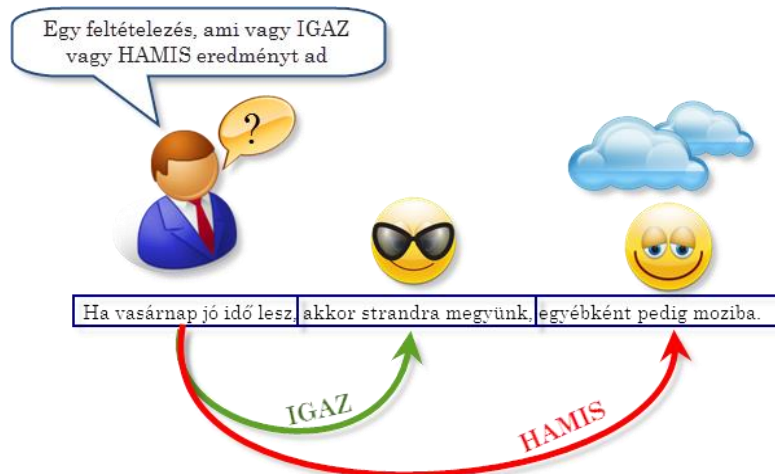 Egy feltételezés, ami vagy IGAZ
vagy HAMIS eredményt ad
?
Ha vasárnap jó idő lesz, akkor strandra megyünk, egyébként pedig moziba.
IGAZ
HAMIS